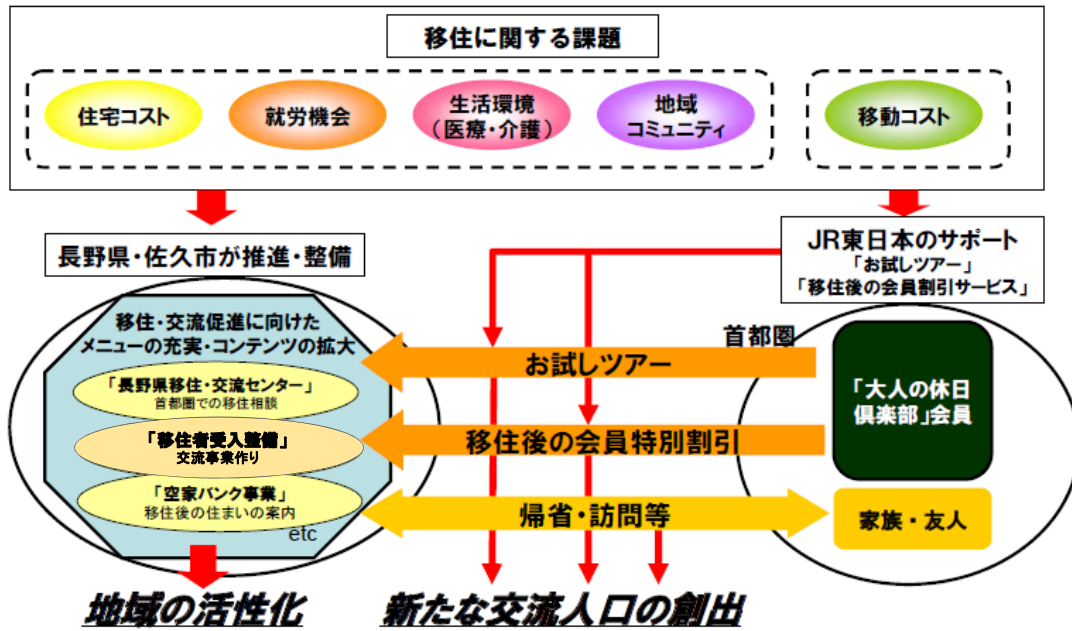 移住に関する課題
住宅コスト
就労機会
生活環境
（医療・介護）
地域
コミュニティ
移動コスト
長野県・佐久市が推進・整備
JR東日本のサポート
「お試しツアー」
「移住後の会員割引サービス」
移住・交流促進に向けた
メニューの充実・コンテンツの拡大
「長野県移住・交流センター」
首都圏での移住相談
「移住者受入整備」
交流事業作り
「空家バンク事業」
移住後の住まいの案内
etc
首都圏
お試しツアー
移住後の会員特別割引
帰省・訪問等
「大人の休日
倶楽部」会員
家族・友人
地域の活性化
新たな交流人口の創出